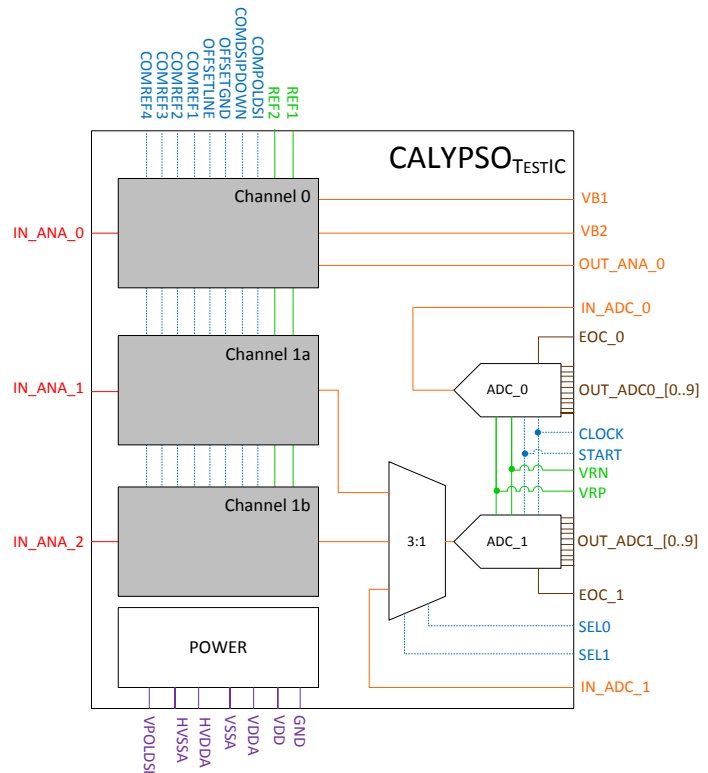 COMREF4
COMREF3
COMREF2
COMREF1
OFFSETLINE
OFFSETGND
COMDSIPDOWN
COMPOLDSI
REF2
REF1
CALYPSOTESTIC
Channel 0
IN_ANA_0
VB1
VB2
OUT_ANA_0
IN_ADC_0
EOC_0
Channel 1a
IN_ANA_1
ADC_0
OUT_ADC0_[0..9]
CLOCK
START
VRN
VRP
Channel 1b
IN_ANA_2
3:1
ADC_1
OUT_ADC1_[0..9]
EOC_1
SEL0
SEL1
POWER
IN_ADC_1
VPOLDSI
HVSSA
HVDDA
VSSA
VDDA
VDD
GND